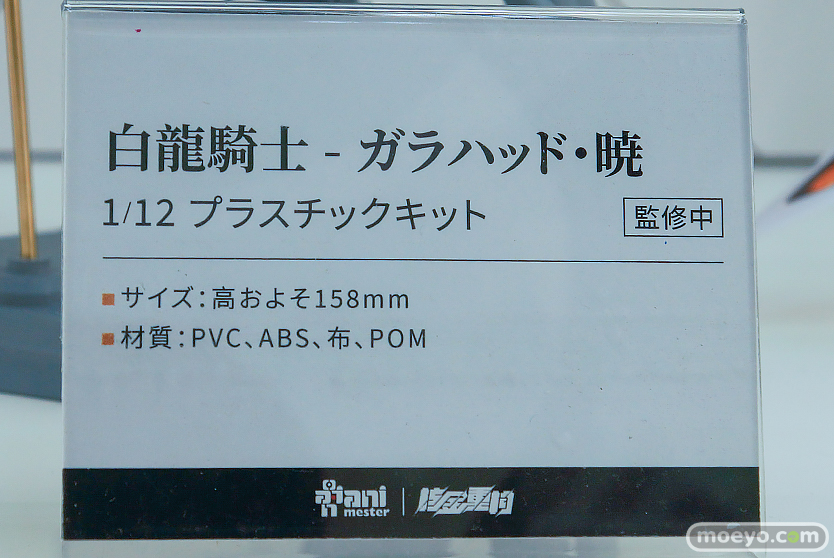 白龍騎士 - ガラハッド・暁
1/12 プラスチックキット
監修中
■サイズ：高およそ158mm
■材質：PVC、ABS、布、POM
ani mester
moeyo.com